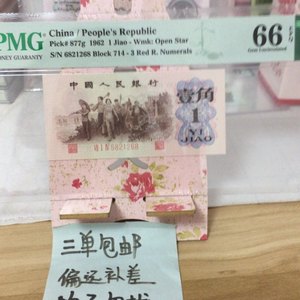 PMG
MONEY GUARANTY
China / People's Republic
Pick# 877g 1962 1 Jiao - Wmk: Open Star
S/N 6821268 Block 714 - 3 Red R. Numerals
66 EPQ
Gem Uncirculated
中国人民银行
壹角
1
YI
JIAO
6821268
三单包邮
偏远补差